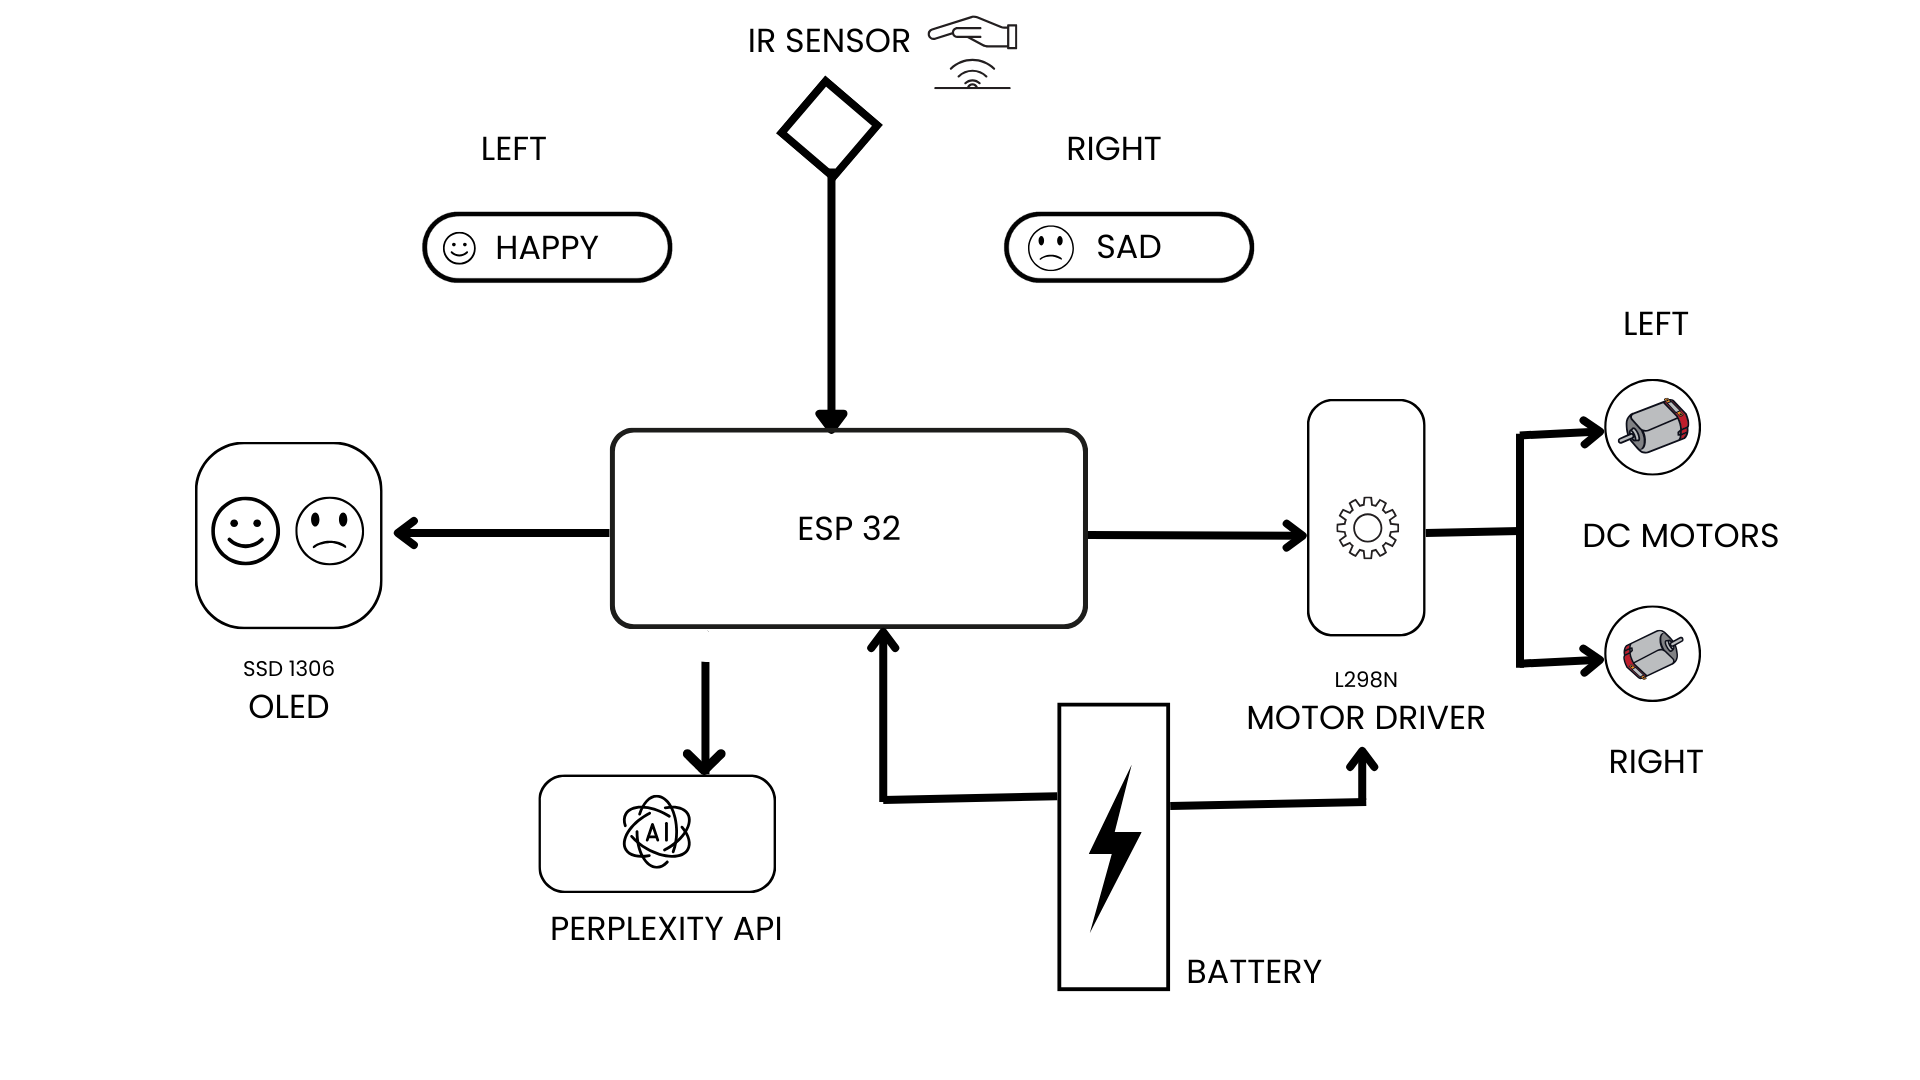 IR SENSOR
LEFT
RIGHT
HAPPY
SAD
LEFT
ESP 32
DC MOTORS
SSD 1306
OLED
L298N
MOTOR DRIVER
RIGHT
AI
PERPLEXITY API
BATTERY